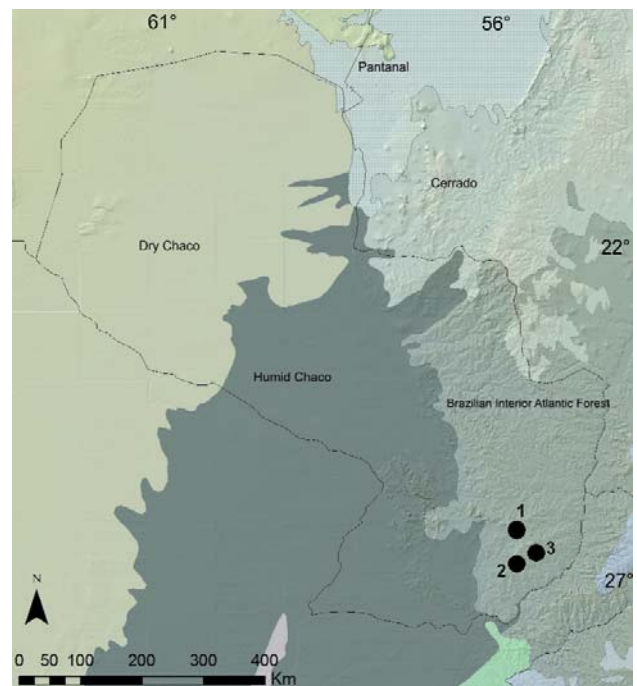 61°
56°
Pantanal
Cerrado
Dry Chaco
22°
Humid Chaco
Brazilian Interior Atlantic Forest
1
3
2
27°
N
0 50 100 200 300 400
Km